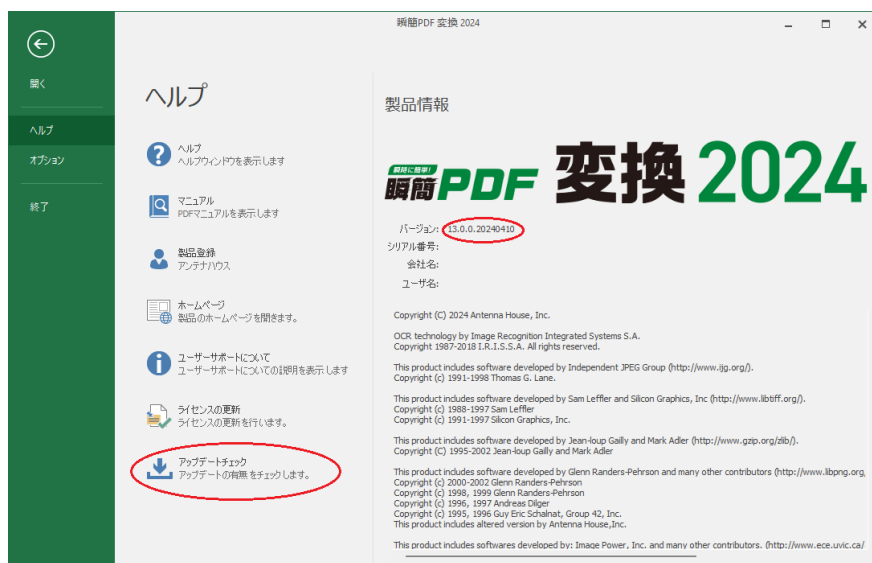 瞬簡PDF 変換 2024
開く
ヘルプ
オプション
終了
ヘルプ
ヘルプ
ヘルプウィンドウを表示します
マニュアル
PDFマニュアルを表示します
製品登録
アンテナハウス
ホームページ
製品のホームページを開きます。
ユーザーサポートについて
ユーザーサポートについての説明を表示します
ライセンスの更新
ライセンスの更新を行います。
アップデートチェック
アップデートの有無をチェックします。
製品情報
瞬時に簡単!
瞬簡PDF 変換 2024
バージョン: 13.0.0.20240410
シリアル番号:
会社名:
ユーザ名:
Copyright (C) 2024 Antenna House, Inc.
OCR technology by Image Recognition Integrated Systems S.A.
Copyright 1987-2018 I.R.I.S.S.A. All rights reserved.
This product includes software developed by Independent JPEG Group (http://www.ijg.org/).
Copyright (c) 1991-1998 Thomas G. Lane.
This product includes software developed by Sam Leffler and Silicon Graphics, Inc (http://www.libtiff.org/).
Copyright (c) 1988-1997 Sam Leffler
Copyright (c) 1991-1997 Silicon Graphics, Inc.
This product includes software developed by Jean-loup Gailly and Mark Adler (http://www.gzip.org/zlib/).
Copyright (C) 1995-2002 Jean-loup Gailly and Mark Adler
This product includes software developed by Glenn Randers-Pehrson and many other contributors (http://www.libpng.org,
Copyright (c) 2000-2002 Glenn Randers-Pehrson
Copyright (c) 1998, 1999 Glenn Randers-Pehrson
Copyright (c) 1996, 1997 Andreas Dilger
Copyright (c) 1995, 1996 Guy Eric Schalnat, Group 42, Inc.
This product includes altered version by Antenna House,Inc.
This product includes softwares developed by: Image Power, Inc. and many other contributors. (http://www.ece.uvic.ca/